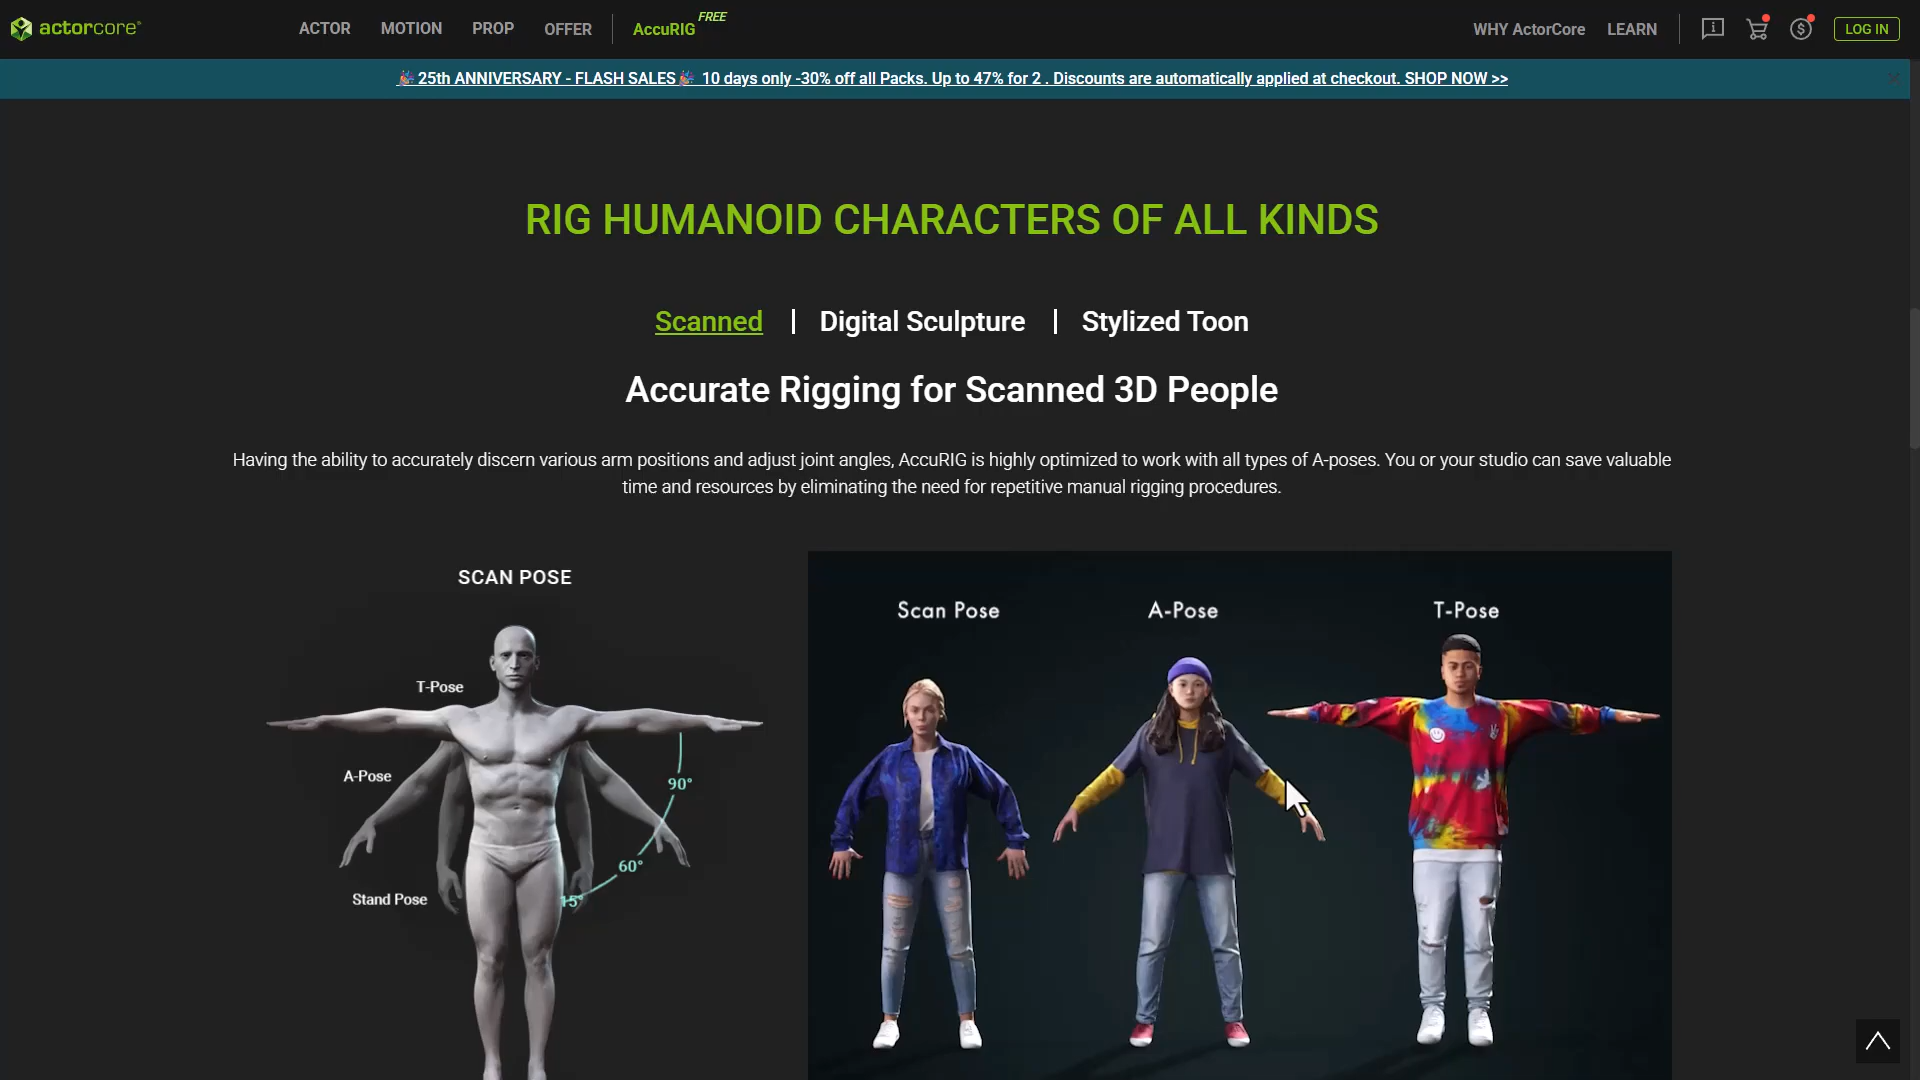 actorcore
ACTOR MOTION PROP OFFER AccuRIG FREE
WHY ActorCore LEARN LOG IN
25th ANNIVERSARY - FLASH SALES 10 days only -30% off all Packs. Up to 47% for 2 . Discounts are automatically applied at checkout. SHOP NOW >>
RIG HUMANOID CHARACTERS OF ALL KINDS
Scanned | Digital Sculpture | Stylized Toon
Accurate Rigging for Scanned 3D People
Having the ability to accurately discern various arm positions and adjust joint angles, AccuRIG is highly optimized to work with all types of A-poses. You or your studio can save valuable
time and resources by eliminating the need for repetitive manual rigging procedures.
SCAN POSE
T-Pose
A-Pose
Stand Pose
90°
60°
15°
Scan Pose
A-Pose
T-Pose